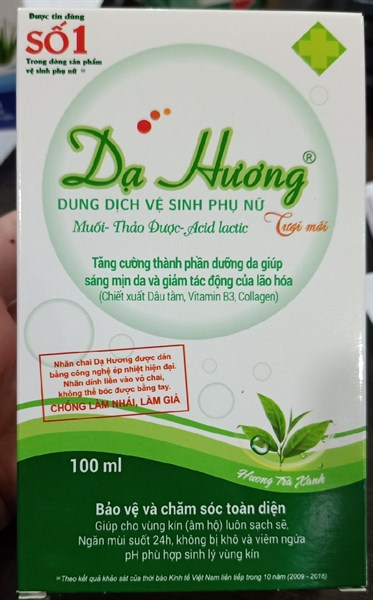 Được tin dùng
SỐ 1
Trong dòng sản phẩm
vệ sinh phụ nữ
Dạ Hương®
DUNG DỊCH VỆ SINH PHỤ NỮ
Muối- Thảo Dược-Acid lactic Tươi mới
Tăng cường thành phần dưỡng da giúp
sáng mịn da và giảm tác động của lão hóa
(Chiết xuất Dâu tằm, Vitamin B3, Collagen)
Nhãn chai Dạ Hương được dán
bằng công nghệ ép nhiệt hiện đại.
Nhãn dính liền vào vỏ chai,
không thể bóc được bằng tay.
CHỐNG LÀM NHÁI, LÀM GIẢ
100 ml
Hương Trà Xanh
Bảo vệ và chăm sóc toàn diện
Giúp cho vùng kín (âm hộ) luôn sạch sẽ,
Ngăn mùi suốt 24h, không bị khô và viêm ngứa
pH phù hợp sinh lý vùng kín
Theo kết quả khảo sát của thời báo Kinh tế Việt Nam liên tiếp trong 10 năm (2009 - 2018)